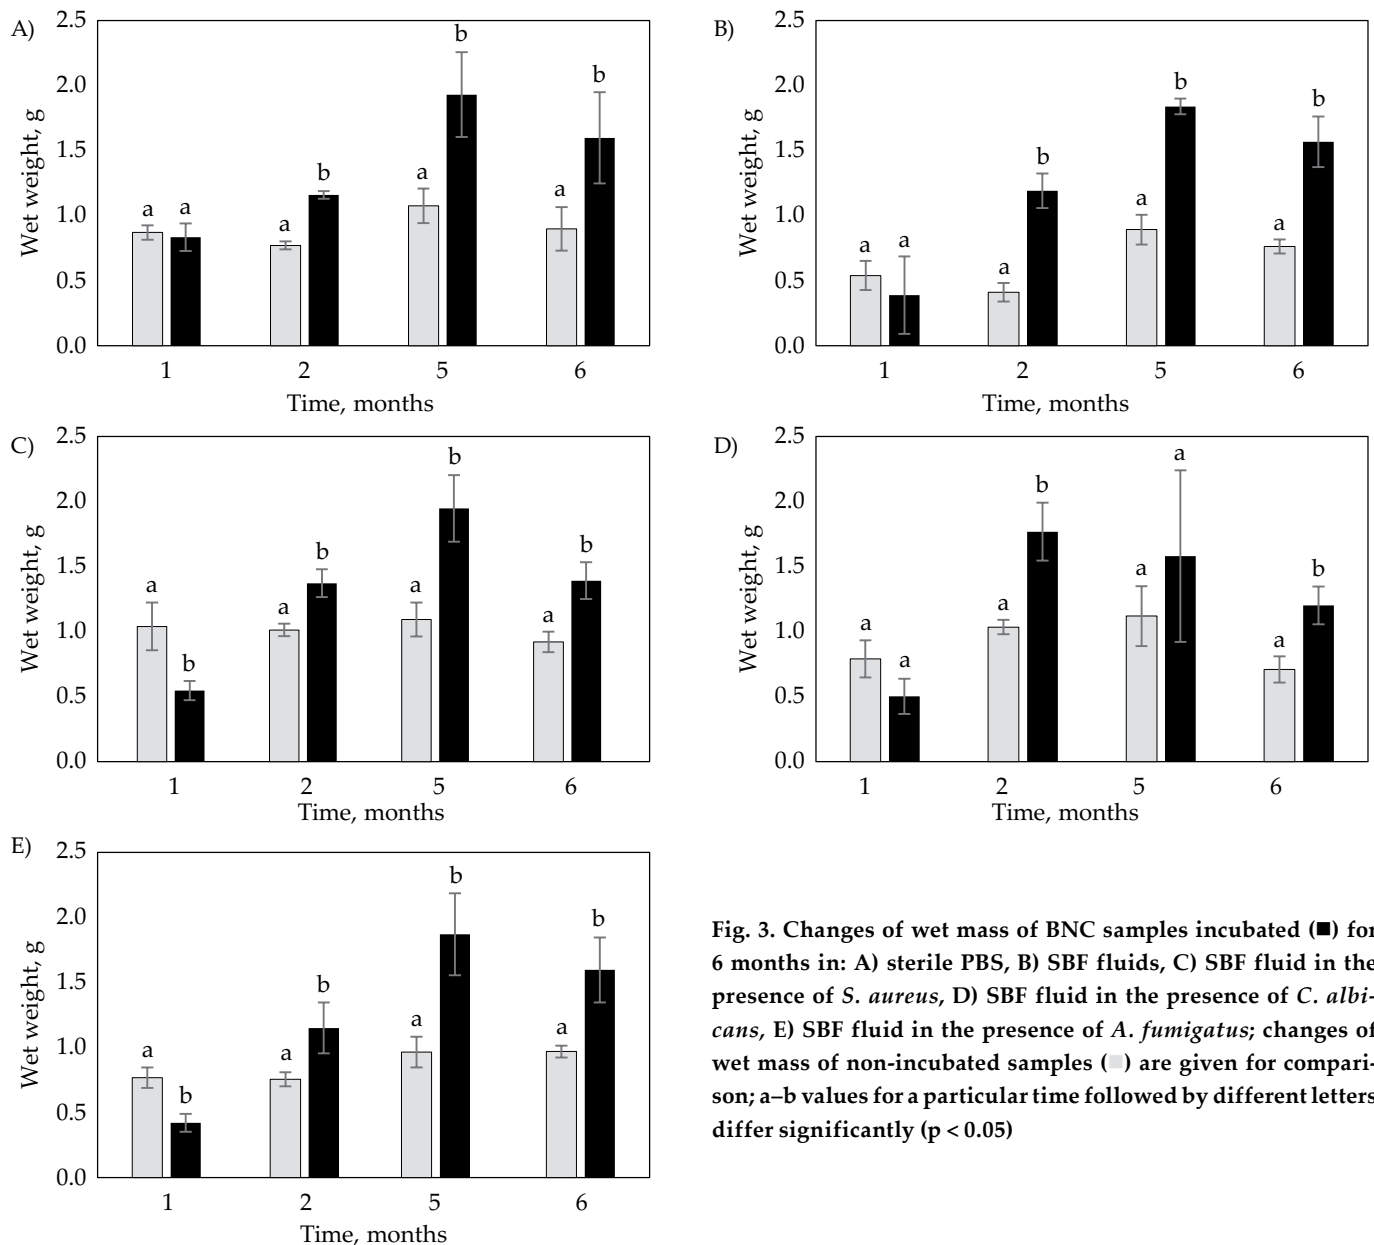 A)
Wet weight, g
2.5
2.0
1.5
1.0
0.5
0.0
a a a b a b a b
1 2 5 6
Time, months
B)
Wet weight, g
2.5
2.0
1.5
1.0
0.5
0.0
a a a b a b a b
1 2 5 6
Time, months
C)
Wet weight, g
2.5
2.0
1.5
1.0
0.5
0.0
a b a b a b a b
1 2 5 6
Time, months
D)
Wet weight, g
2.5
2.0
1.5
1.0
0.5
0.0
a a a b a a a b
1 2 5 6
Time, months
E)
Wet weight, g
2.5
2.0
1.5
1.0
0.5
0.0
a b a b a b a b
1 2 5 6
Time, months
Fig. 3. Changes of wet mass of BNC samples incubated (■) for
6 months in: A) sterile PBS, B) SBF fluids, C) SBF fluid in the
presence of S. aureus, D) SBF fluid in the presence of C. albi-
cans, E) SBF fluid in the presence of A. fumigatus; changes of
wet mass of non-incubated samples (■) are given for compari-
son; a–b values for a particular time followed by different letters
differ significantly (p < 0.05)